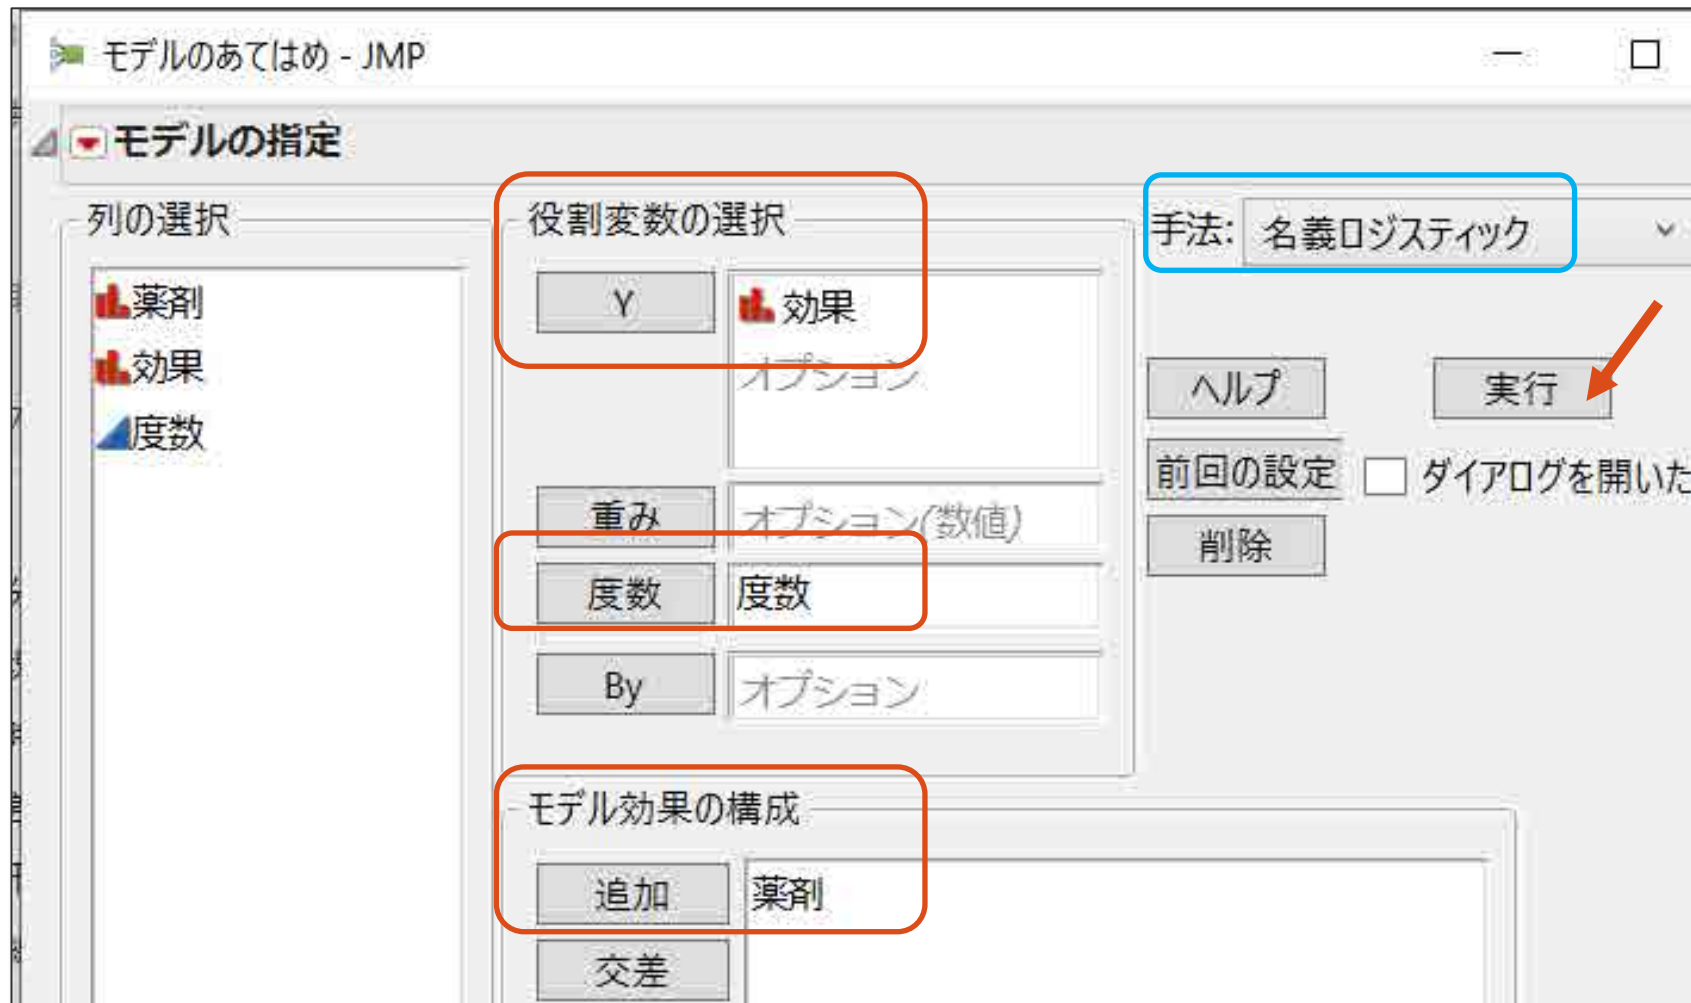 モデルのあてはめ - JMP
モデルの指定
列の選択
薬剤
効果
度数
役割変数の選択
Y
効果
オプション
重み
オプション(数値)
度数
度数
By
オプション
手法: 名義ロジスティック
ヘルプ
実行
前回の設定
ダイアログを開いた
削除
モデル効果の構成
追加
薬剤
交差